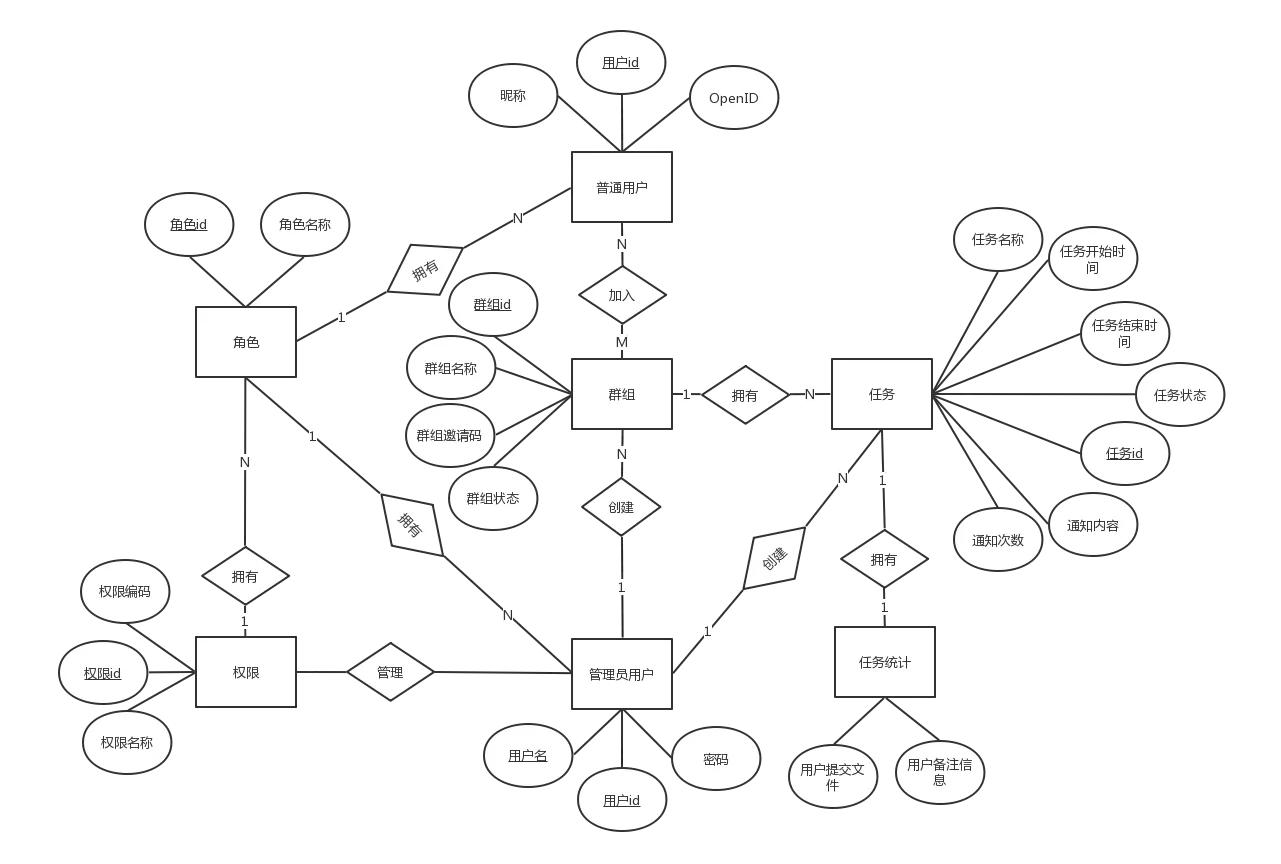 用户id
昵称
OpenID
普通用户
N
角色id
角色名称
任务名称
任务开始时
间
N
加入
拥有
群组id
1
M
角色
任务结束时
间
群组名称
群组
1
拥有
N
任务
任务状态
群组邀请码
1
N
N
任务id
N
1
群组状态
创建
拥有
通知内容
通知次数
创建
拥有
拥有
权限编码
1
N
1
1
1
权限id
权限
管理
管理员用户
任务统计
权限名称
用户名
密码
用户id
用户提交文
件
用户备注信
息